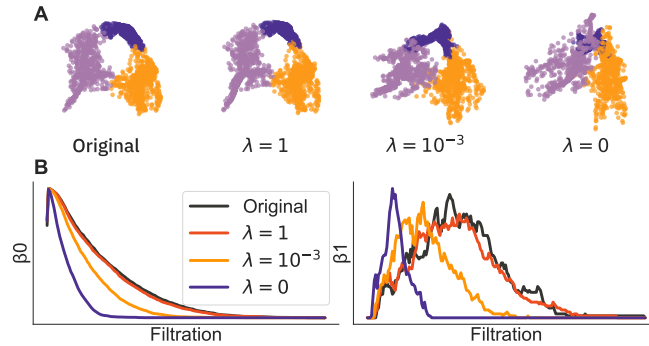 A
Original
λ = 1
λ = 10⁻³
λ = 0
B
β0
Original
λ = 1
λ = 10⁻³
λ = 0
Filtration
β1
Filtration